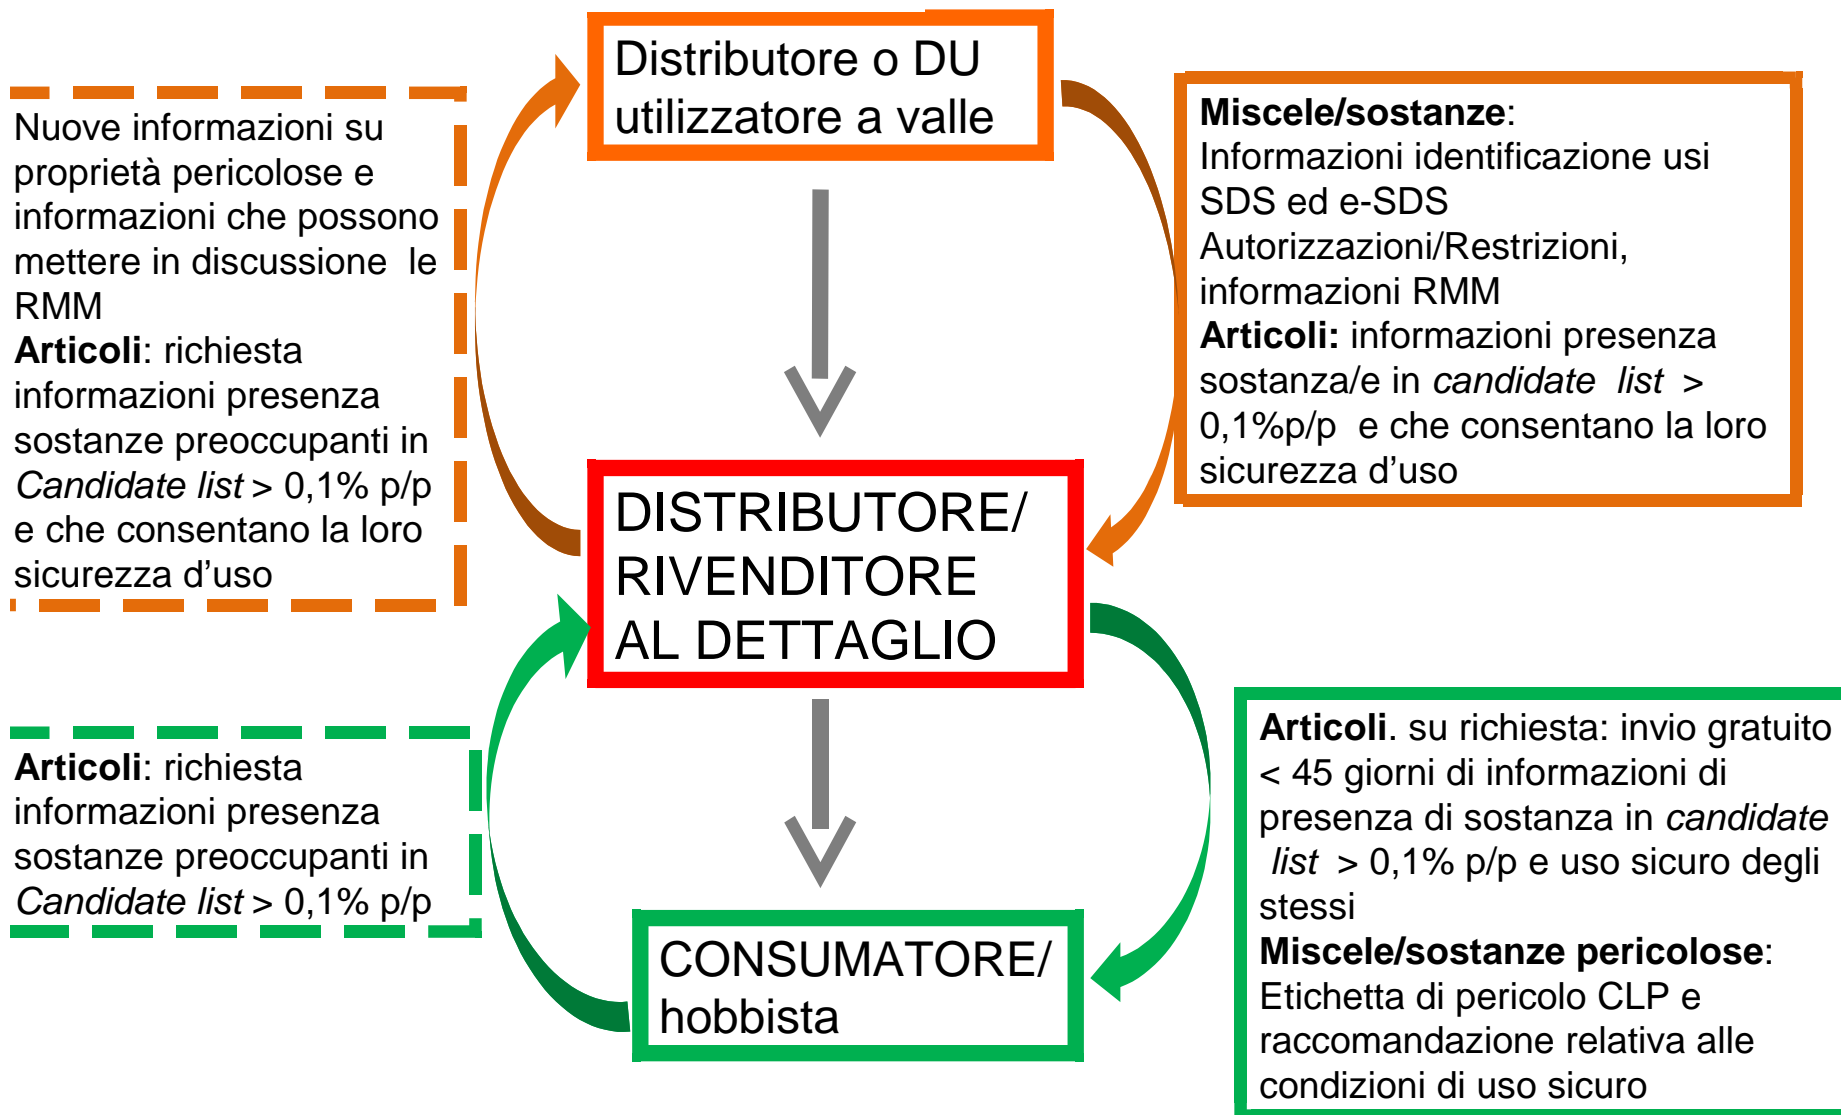 Distributore o DU
utilizzatore a valle
Nuove informazioni su
proprietà pericolose e
informazioni che possono
mettere in discussione le
RMM
Articoli: richiesta
informazioni presenza
sostanze preoccupanti in
Candidate list > 0,1% p/p
e che consentano la loro
sicurezza d’uso
Miscele/sostanze:
Informazioni identificazione usi
SDS ed e-SDS
Autorizzazioni/Restrizioni,
informazioni RMM
Articoli: informazioni presenza
sostanza/e in candidate list >
0,1%p/p e che consentano la loro
sicurezza d’uso
DISTRIBUTORE/
RIVENDITORE
AL DETTAGLIO
Articoli: richiesta
informazioni presenza
sostanze preoccupanti in
Candidate list > 0,1% p/p
Articoli. su richiesta: invio gratuito
< 45 giorni di informazioni di
presenza di sostanza in candidate
list > 0,1% p/p e uso sicuro degli
stessi
Miscele/sostanze pericolose:
Etichetta di pericolo CLP e
raccomandazione relativa alle
condizioni di uso sicuro
CONSUMATORE/
hobbista